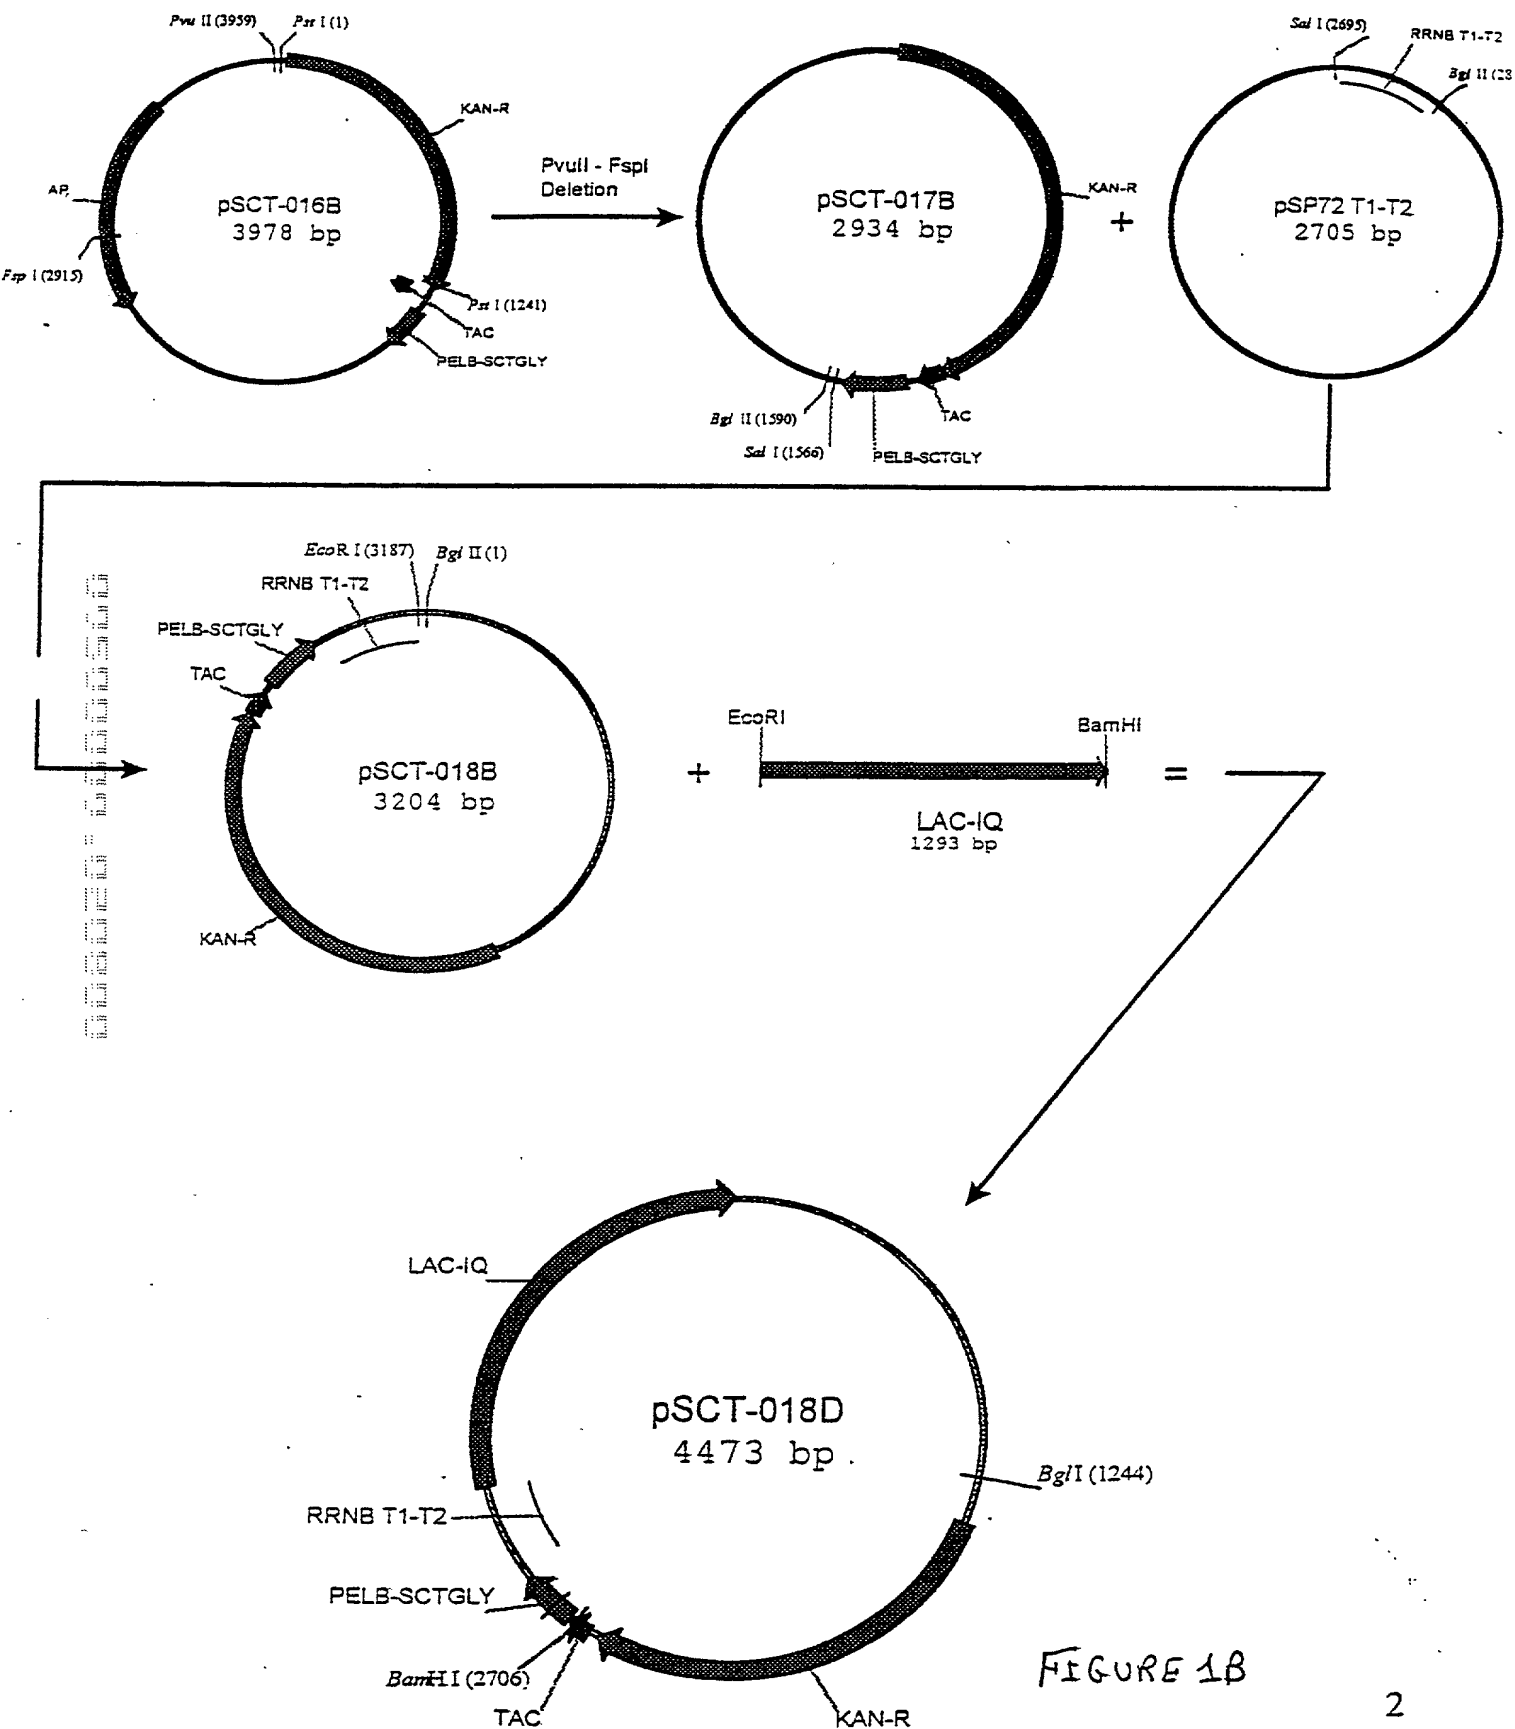 Pvu II (3959)
Pst I (1)
KAN-R
AP
pSCT-016B
3978 bp
Fsp I (2915)
Pst I (1241)
TAC
PELB-SCTGLY
PvuII - FspI
Deletion
pSCT-017B
2934 bp
KAN-R
Bgl II (1590)
Sal I (1566)
TAC
PELB-SCTGLY
+
Sal I (2695)
RRNB T1-T2
Bgl II (28
pSP72 T1-T2
2705 bp
EcoR I (3187)
Bgl II (1)
RRNB T1-T2
PELB-SCTGLY
TAC
pSCT-018B
3204 bp
KAN-R
+
EcoRI
BamHI
LAC-IQ
1293 bp
=
LAC-IQ
pSCT-018D
4473 bp
BglI (1244)
RRNB T1-T2
PELB-SCTGLY
BamH I (2706)
TAC
KAN-R
FIGURE 1B
2